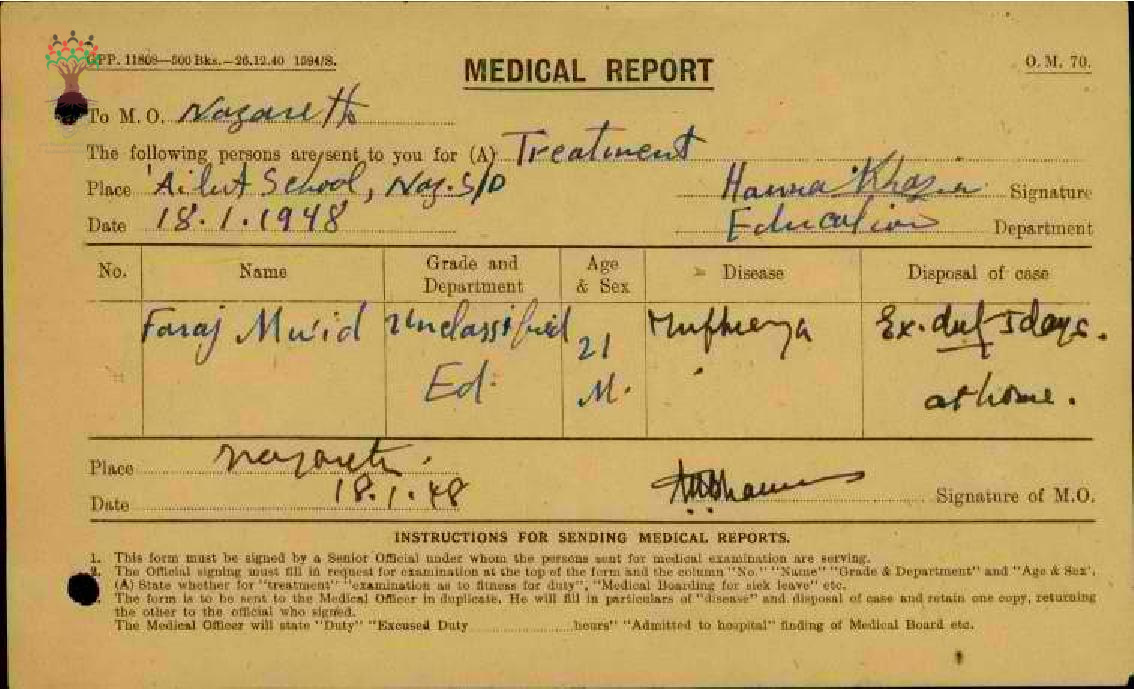 GPP. 11808—500 Bks.—26.12.40 1594/S.
O. M. 70.
MEDICAL REPORT
To M. O. Nazareth
The following persons are sent to you for (A) Treatment
Place 'Ailut School, Naz. S/D
Hanna Signature
Date 18.1.1948
Education Department
No. Name Grade and Department Age & Sex Disease Disposal of case
Faraj Mu'id Unclassified Ed. 21 M. Ex. dut 5 days. at home.
Place Nazareth.
Date 18.1.48
Signature of M.O.
INSTRUCTIONS FOR SENDING MEDICAL REPORTS.
1. This form must be signed by a Senior Official under whom the persons sent for medical examination are serving.
2. The Official signing must fill in request for examination at the top of the form and the column "No" "Name" "Grade & Department" and "Age & Sex".
(A) State whether for "treatment" "examination as to fitness for duty", "Medical Boarding for sick leave" etc.
The form is to be sent to the Medical Officer in duplicate. He will fill in particulars of "disease" and disposal of case and retain one copy, returning
the other to the official who signed.
The Medical Officer will state "Duty" "Excused Duty hours" "Admitted to hospital" finding of Medical Board etc.